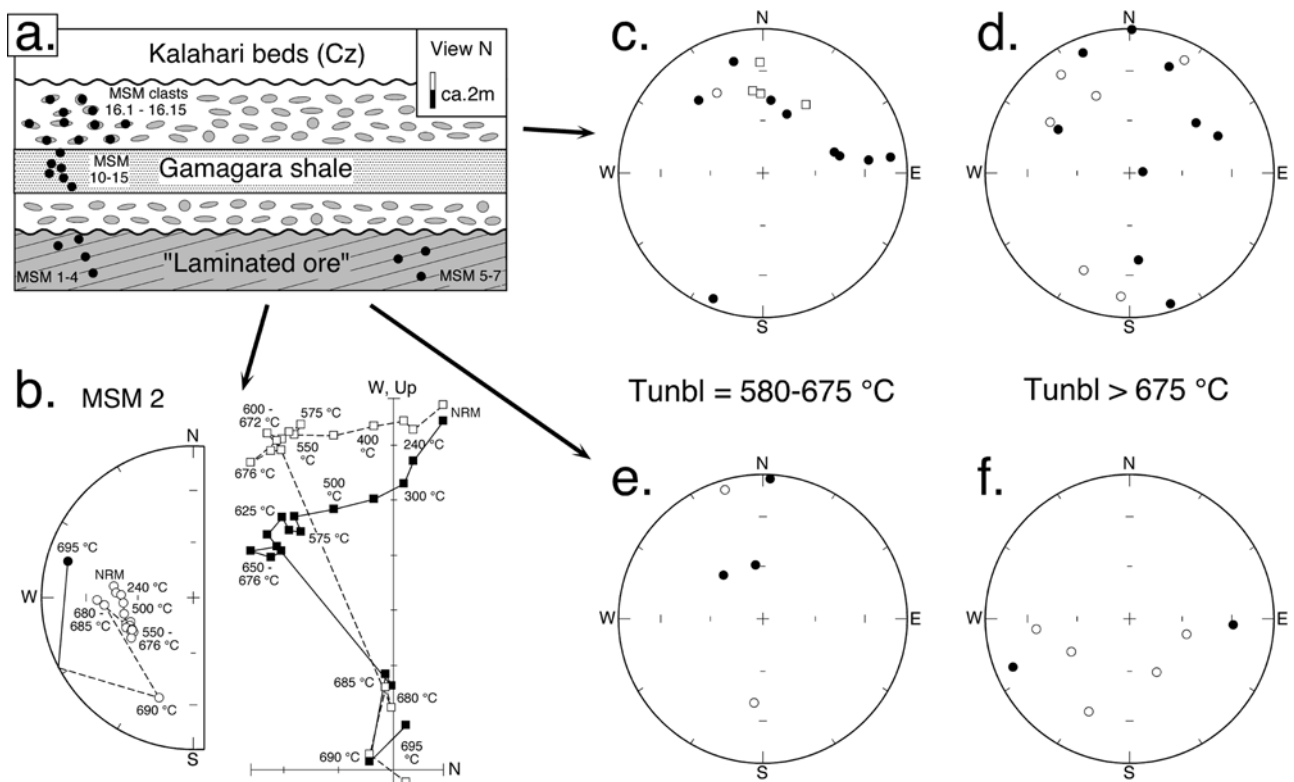 a.
Kalahari beds (Cz)
View N
ca.2m
MSM clasts
16.1 - 16.15
MSM
10-15
Gamagara shale
"Laminated ore"
MSM 1-4
MSM 5-7
c.
N
W
E
S
d.
N
W
E
S
b.
MSM 2
N
W
S
695 °C
NRM
240 °C
500 °C
680 -
685 °C
550 -
676 °C
690 °C
W, Up
NRM
600 -
672 °C
575 °C
550
°C
400
°C
240 °C
676 °C
500
°C
300 °C
625 °C
575 °C
650 -
676 °C
685 °C
680 °C
690 °C
695
°C
N
Tunbl = 580-675 °C
e.
N
W
E
S
Tunbl > 675 °C
f.
N
W
E
S